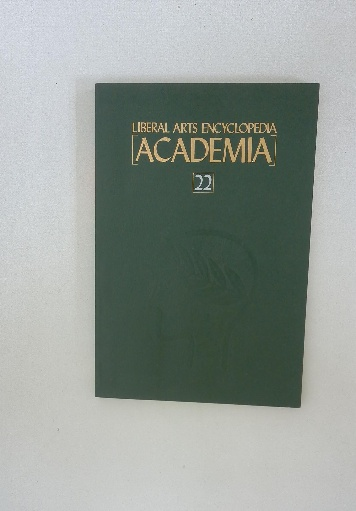 LIBERAL ARTS ENCYCLOPEDIA
[ACADEMIA]
22